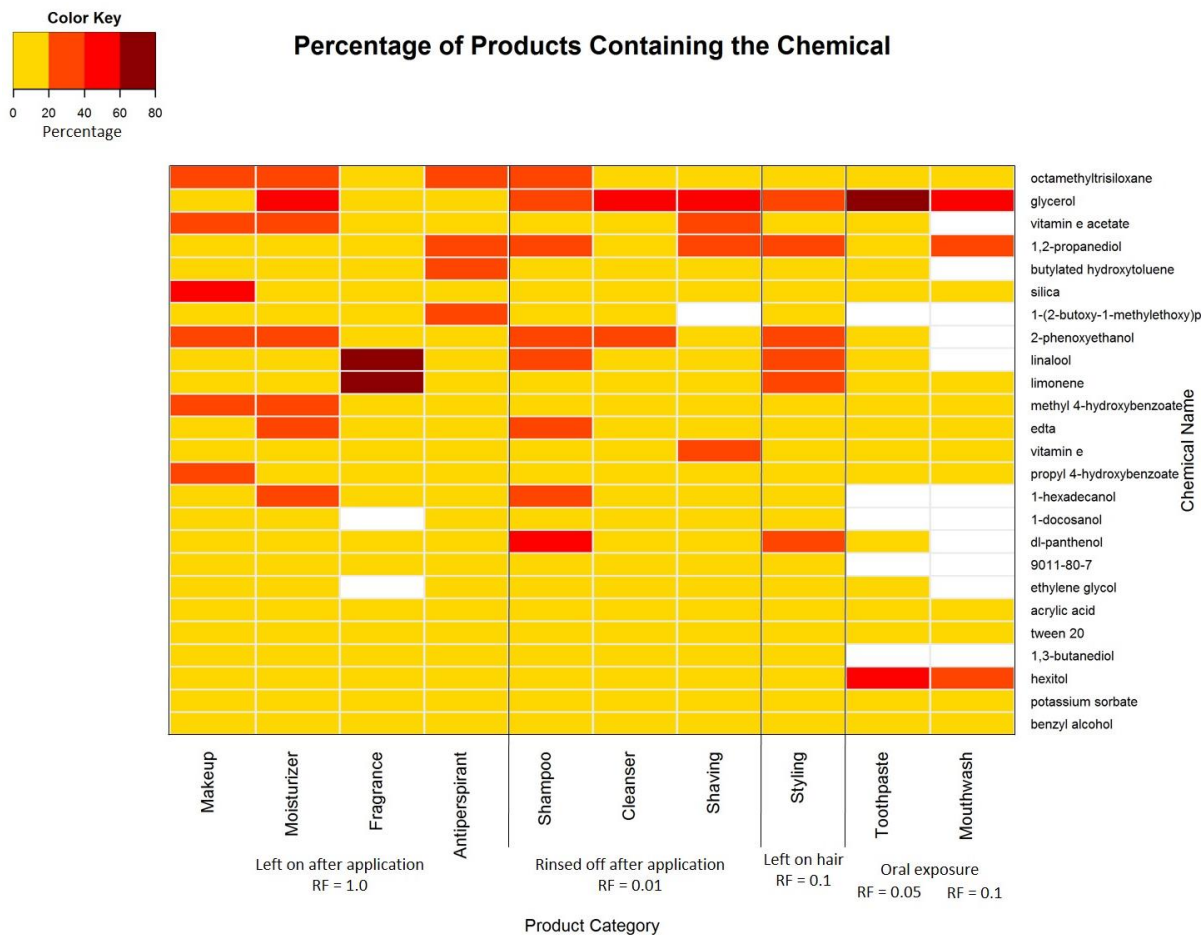 Color Key
0 20 40 60 80
Percentage
Percentage of Products Containing the Chemical
octamethyltrisiloxane
glycerol
vitamin e acetate
1,2-propanediol
butylated hydroxytoluene
silica
1-(2-butoxy-1-methylethoxy)p
2-phenoxyethanol
linalool
limonene
methyl 4-hydroxybenzoate
edta
vitamin e
propyl 4-hydroxybenzoate
1-hexadecanol
1-docosanol
dl-panthenol
9011-80-7
ethylene glycol
acrylic acid
tween 20
1,3-butanediol
hexitol
potassium sorbate
benzyl alcohol
Chemical Name
Makeup
Moisturizer
Fragrance
Antiperspirant
Shampoo
Cleanser
Shaving
Styling
Toothpaste
Mouthwash
Left on after application
RF = 1.0
Rinsed off after application
RF = 0.01
Left on hair
RF = 0.1
Oral exposure
RF = 0.05 RF = 0.1
Product Category